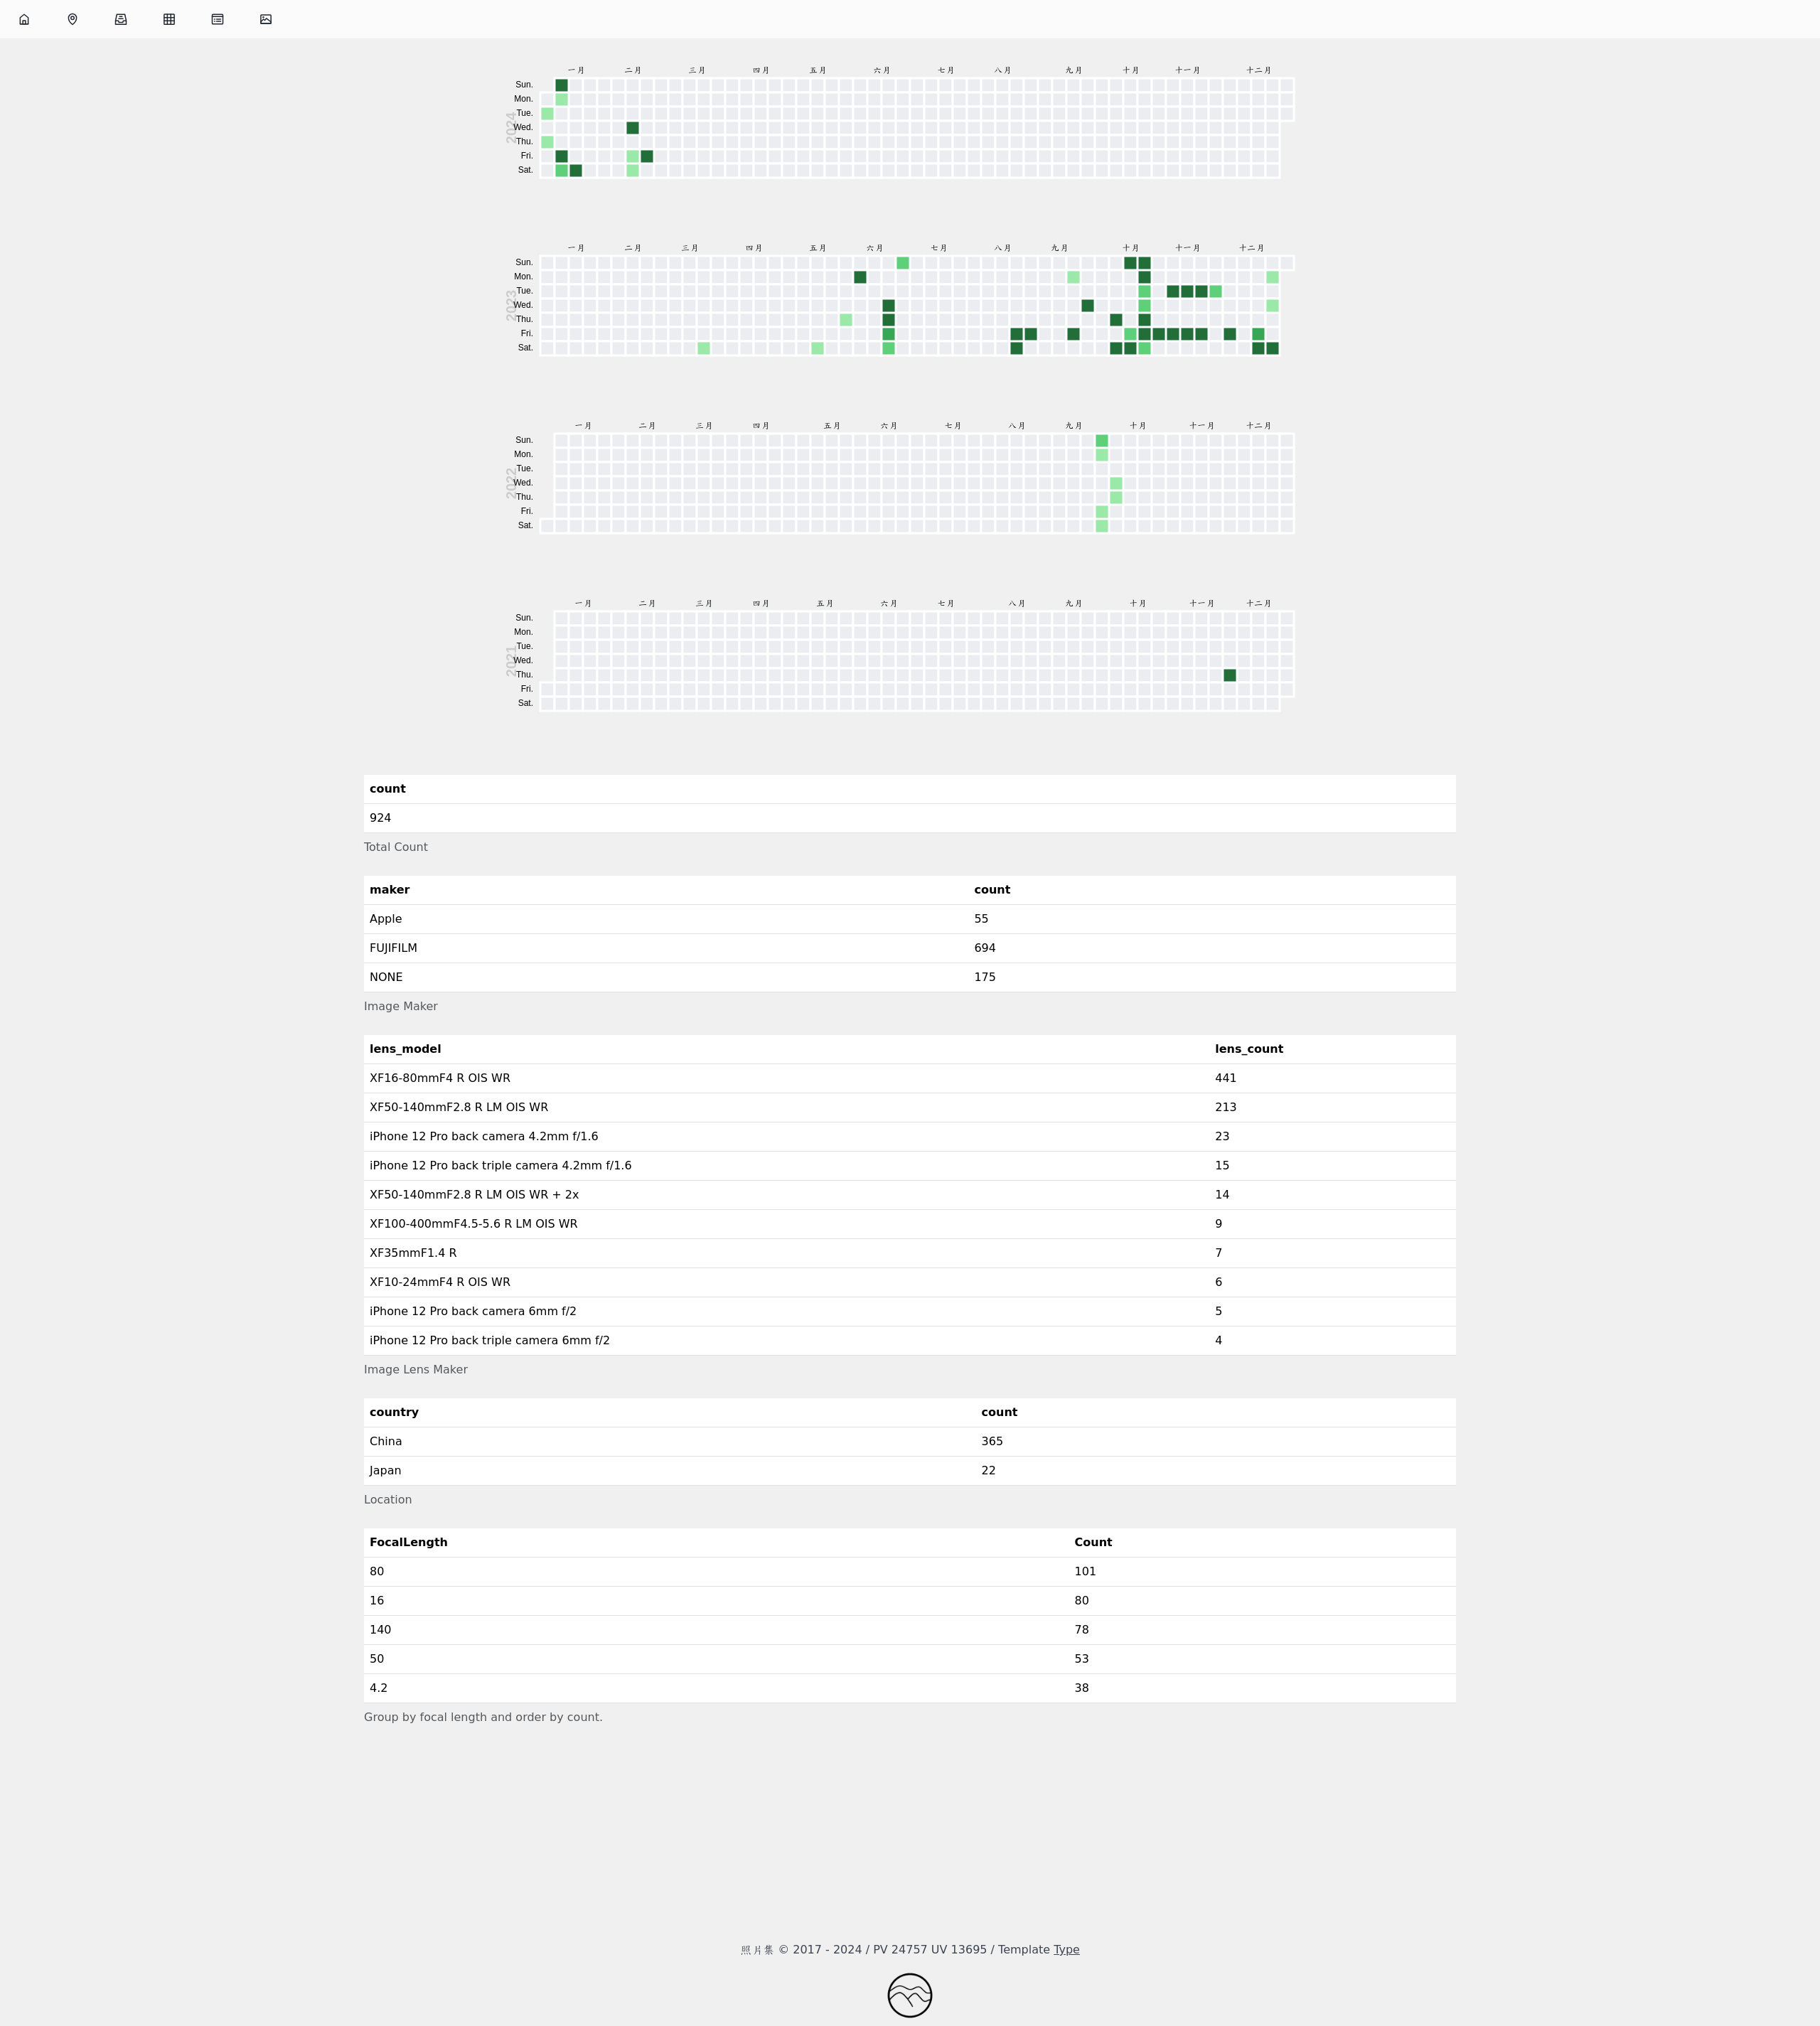 一月 二月 三月 四月 五月 六月 七月 八月 九月 十月 十一月 十二月
2024
Sun.
Mon.
Tue.
Wed.
Thu.
Fri.
Sat.
一月 二月 三月 四月 五月 六月 七月 八月 九月 十月 十一月 十二月
2023
Sun.
Mon.
Tue.
Wed.
Thu.
Fri.
Sat.
一月 二月 三月 四月 五月 六月 七月 八月 九月 十月 十一月 十二月
2022
Sun.
Mon.
Tue.
Wed.
Thu.
Fri.
Sat.
一月 二月 三月 四月 五月 六月 七月 八月 九月 十月 十一月 十二月
2021
Sun.
Mon.
Tue.
Wed.
Thu.
Fri.
Sat.
count
924
Total Count
maker count
Apple 55
FUJIFILM 694
NONE 175
Image Maker
lens_model lens_count
XF16-80mmF4 R OIS WR 441
XF50-140mmF2.8 R LM OIS WR 213
iPhone 12 Pro back camera 4.2mm f/1.6 23
iPhone 12 Pro back triple camera 4.2mm f/1.6 15
XF50-140mmF2.8 R LM OIS WR + 2x 14
XF100-400mmF4.5-5.6 R LM OIS WR 9
XF35mmF1.4 R 7
XF10-24mmF4 R OIS WR 6
iPhone 12 Pro back camera 6mm f/2 5
iPhone 12 Pro back triple camera 6mm f/2 4
Image Lens Maker
country count
China 365
Japan 22
Location
FocalLength Count
80 101
16 80
140 78
50 53
4.2 38
Group by focal length and order by count.
照片集 © 2017 - 2024 / PV 24757 UV 13695 / Template Type